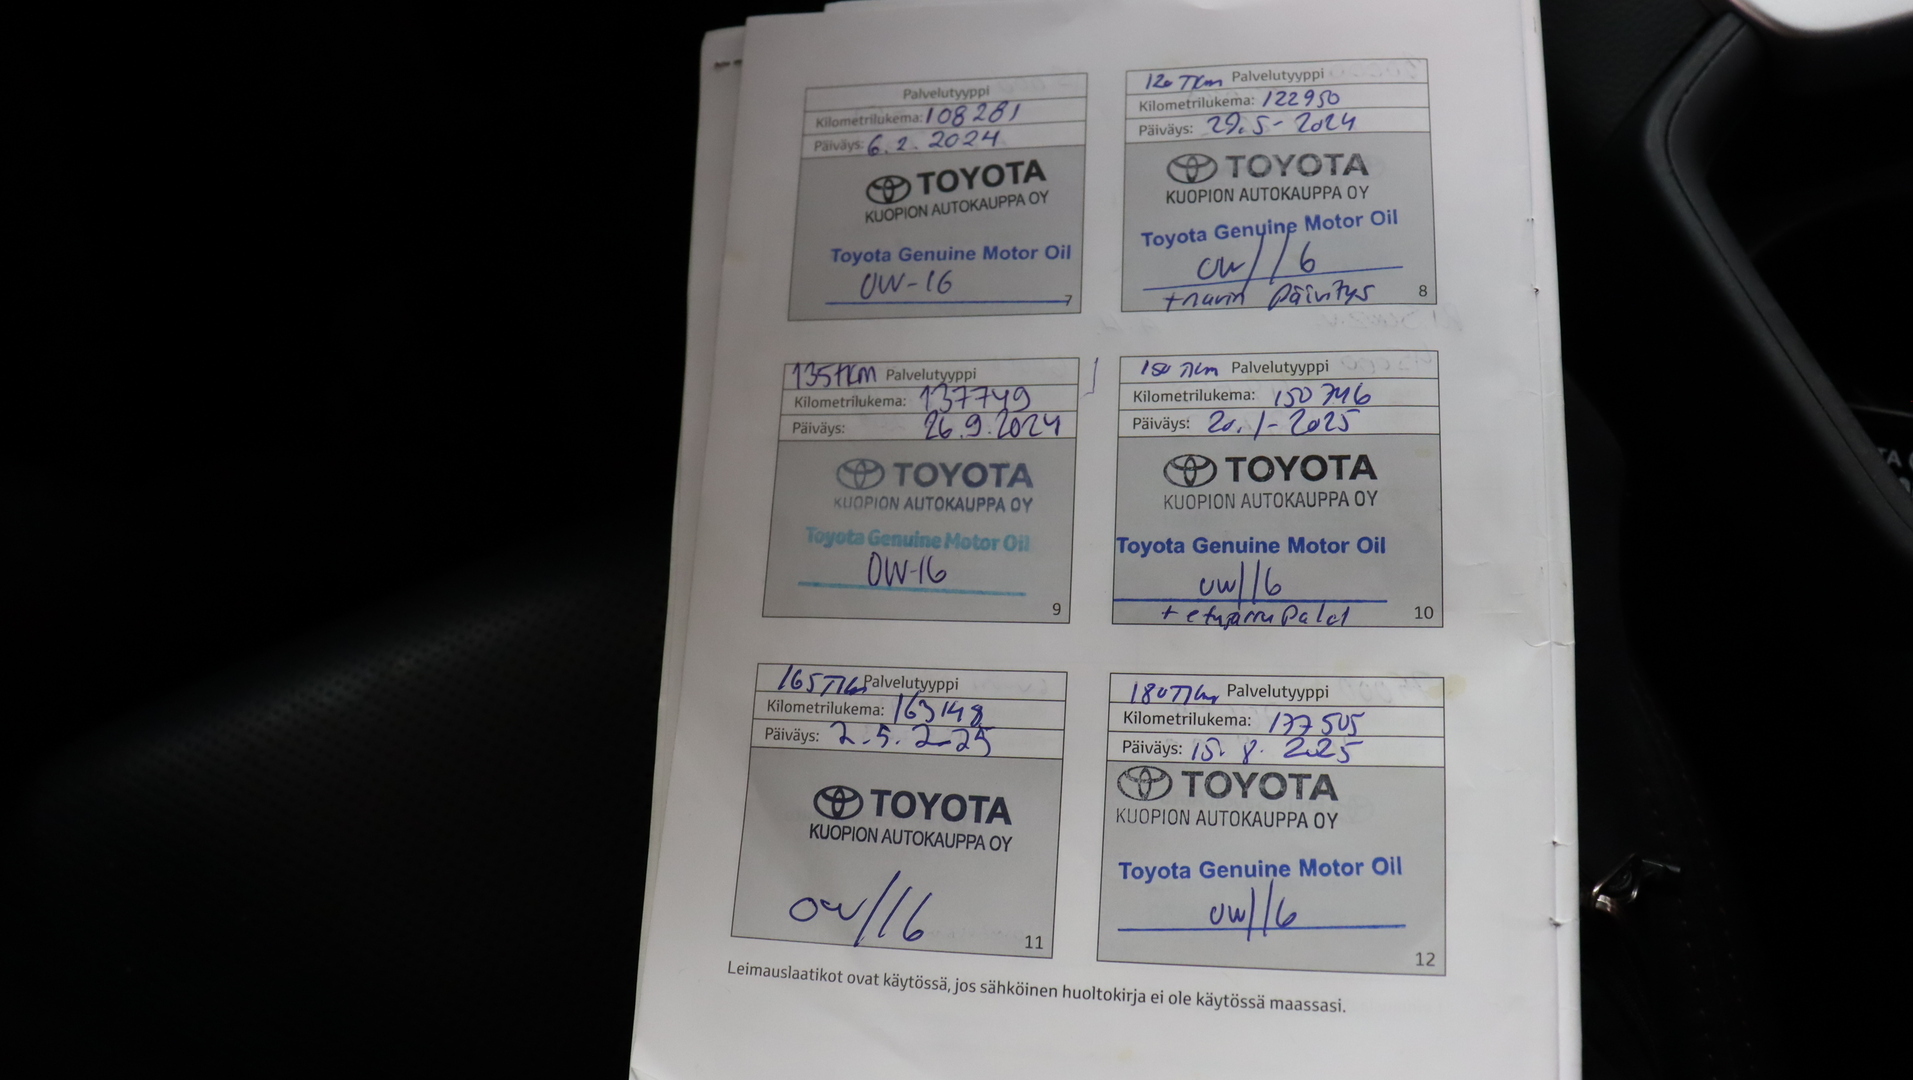 Palvelutyyppi
Kilometrilukema: 108281
Päiväys: 6.2.2024
TOYOTA
KUOPION AUTOKAUPPA OY
Toyota Genuine Motor Oil
0W-16
7
120 TKm Palvelutyyppi
Kilometrilukema: 122950
Päiväys: 29.5-2024
TOYOTA
KUOPION AUTOKAUPPA OY
Toyota Genuine Motor Oil
0W//6
+navin päivitys
8
135TKM Palvelutyyppi
Kilometrilukema: 137749
Päiväys: 26.9.2024
TOYOTA
KUOPION AUTOKAUPPA OY
Toyota Genuine Motor Oil
0W-16
9
150 TKm Palvelutyyppi
Kilometrilukema: 150746
Päiväys: 20.1-2025
TOYOTA
KUOPION AUTOKAUPPA OY
Toyota Genuine Motor Oil
0W//6
+ etujarrupalat
10
165TKm Palvelutyyppi
Kilometrilukema: 163148
Päiväys: 2.5.2025
TOYOTA
KUOPION AUTOKAUPPA OY
0W/16
11
180TKm Palvelutyyppi
Kilometrilukema: 177505
Päiväys: 15.8.2025
TOYOTA
KUOPION AUTOKAUPPA OY
Toyota Genuine Motor Oil
0W//6
12
Leimauslaatikot ovat käytössä, jos sähköinen huoltokirja ei ole käytössä maassasi.